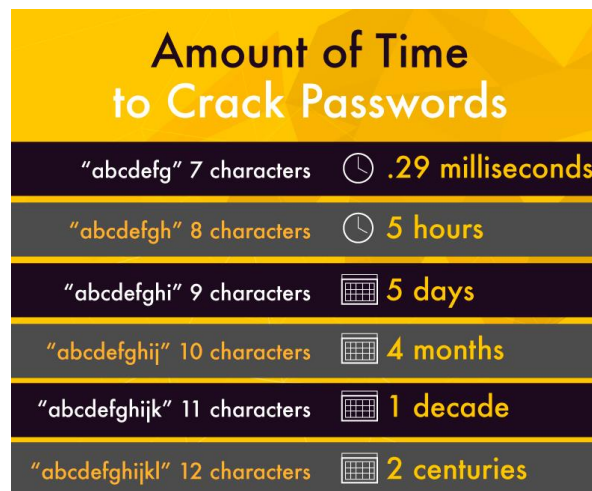 Amount of Time
to Crack Passwords
“abcdefg” 7 characters .29 milliseconds
“abcdefgh” 8 characters 5 hours
“abcdefghi” 9 characters 5 days
“abcdefghij” 10 characters 4 months
“abcdefghijk” 11 characters 1 decade
“abcdefghijkl” 12 characters 2 centuries